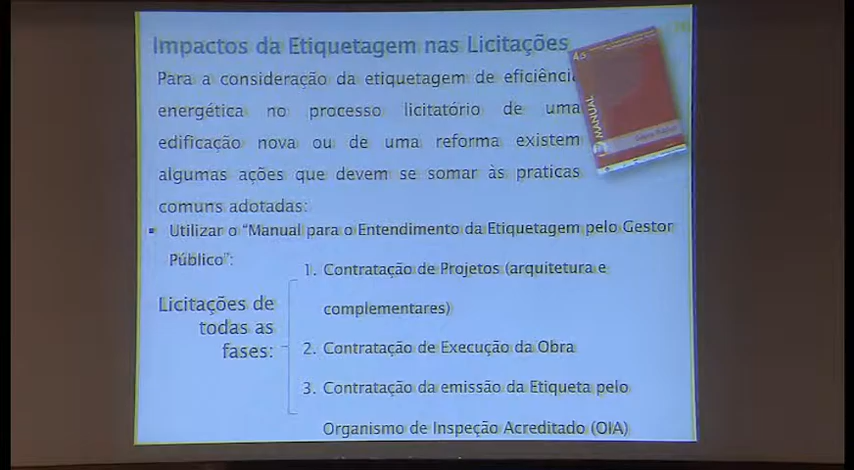 Impactos da Etiquetagem nas Licitações
Para a consideração da etiquetagem de eficiência
energética no processo licitatório de uma
edificação nova ou de uma reforma existem
algumas ações que devem se somar às praticas
comuns adotadas:
▪ Utilizar o “Manual para o Entendimento da Etiquetagem pelo Gestor
Público”:
Licitações de
todas as
fases:
1. Contratação de Projetos (arquitetura e
complementares)
2. Contratação de Execução da Obra
3. Contratação da emissão da Etiqueta pelo
Organismo de Inspeção Acreditado (OIA)
MANUAL